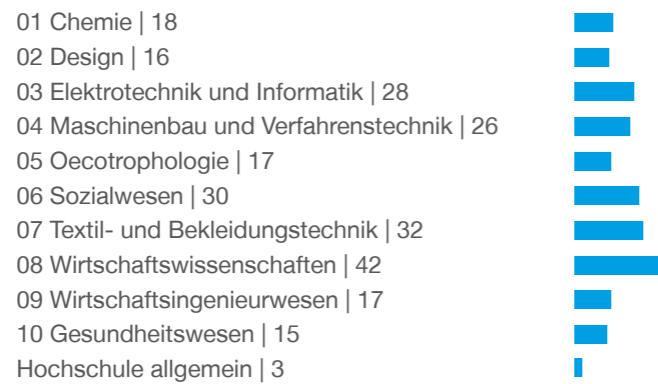 01 Chemie | 18
02 Design | 16
03 Elektrotechnik und Informatik | 28
04 Maschinenbau und Verfahrenstechnik | 26
05 Oecotrophologie | 17
06 Sozialwesen | 30
07 Textil- und Bekleidungstechnik | 32
08 Wirtschaftswissenschaften | 42
09 Wirtschaftsingenieurwesen | 17
10 Gesundheitswesen | 15
Hochschule allgemein | 3